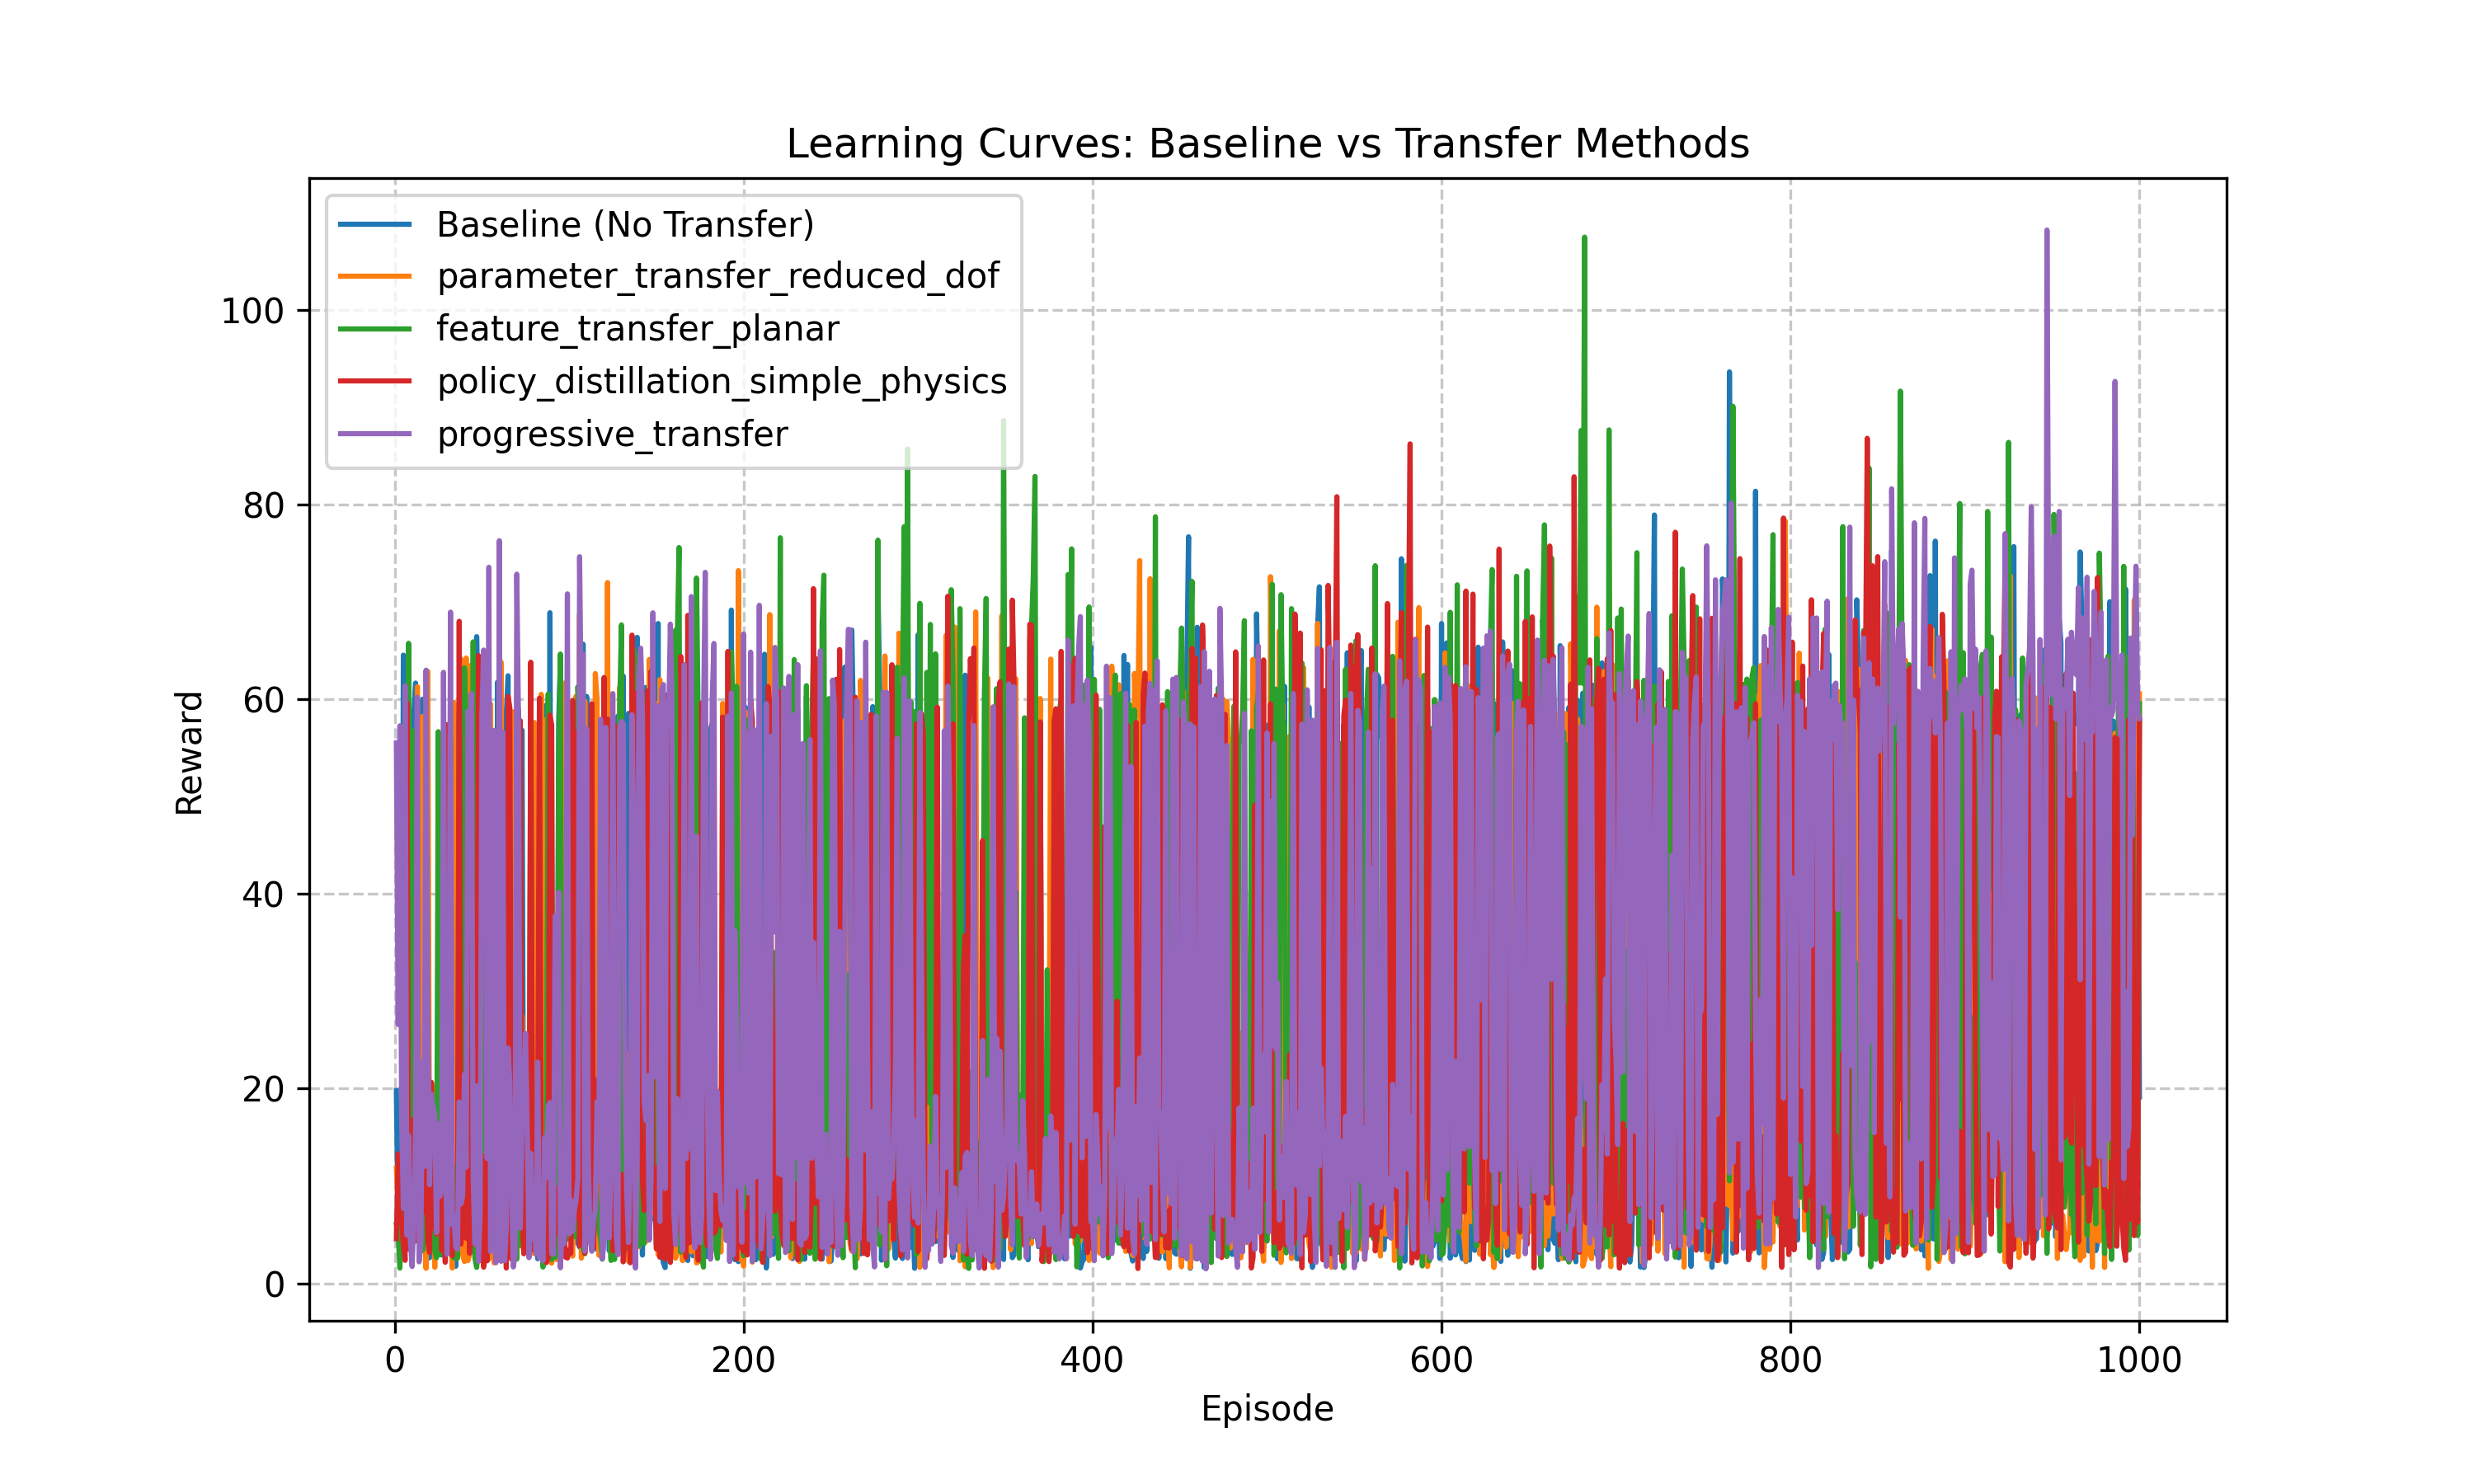 Learning Curves: Baseline vs Transfer Methods
Baseline (No Transfer)
parameter_transfer_reduced_dof
feature_transfer_planar
policy_distillation_simple_physics
progressive_transfer
Reward
100
80
60
40
20
0
0 200 400 600 800 1000
Episode